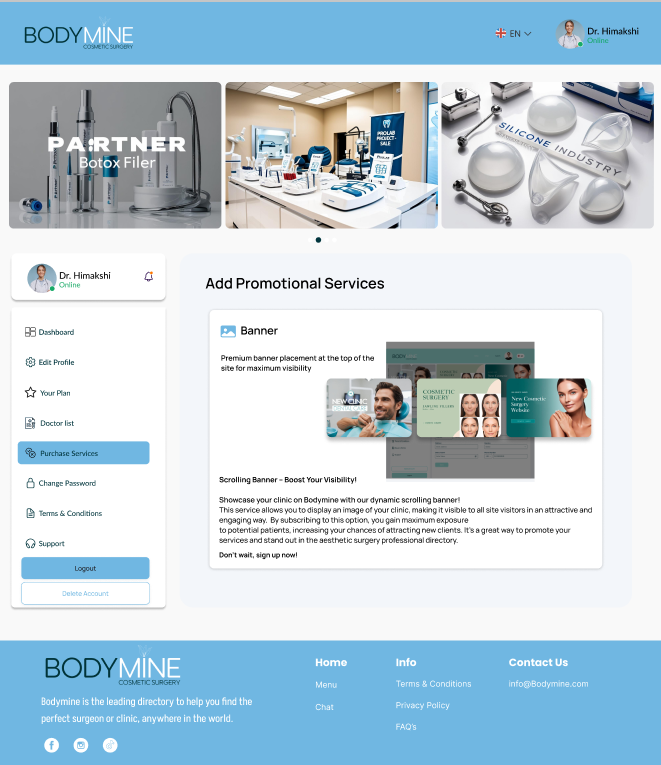 BODYMINE
COSMETIC SURGERY
EN
Dr. Himakshi
Online
PARTNER
Botox Filer
PROLAB
PROJECT-
SALE
SILICONE INDUSTRY
Dr. Himakshi
Online
Dashboard
Edit Profile
Your Plan
Doctor list
Purchase Services
Change Password
Terms & Conditions
Support
Logout
Delete Account
Add Promotional Services
Banner
Premium banner placement at the top of the
site for maximum visibility
NEW CLINIC
DENTAL CARE
COSMETIC
SURGERY
New Cosmetic
Surgery
Website
Scrolling Banner – Boost Your Visibility!
Showcase your clinic on Bodymine with our dynamic scrolling banner!
This service allows you to display an image of your clinic, making it visible to all site visitors in an attractive and
engaging way. By subscribing to this option, you gain maximum exposure
to potential patients, increasing your chances of attracting new clients. It's a great way to promote your
services and stand out in the aesthetic surgery professional directory.
Don't wait, sign up now!
BODYMINE
COSMETIC SURGERY
Bodymine is the leading directory to help you find the
perfect surgeon or clinic, anywhere in the world.
Home
Menu
Chat
Info
Terms & Conditions
Privacy Policy
FAQ's
Contact Us
info@Bodymine.com